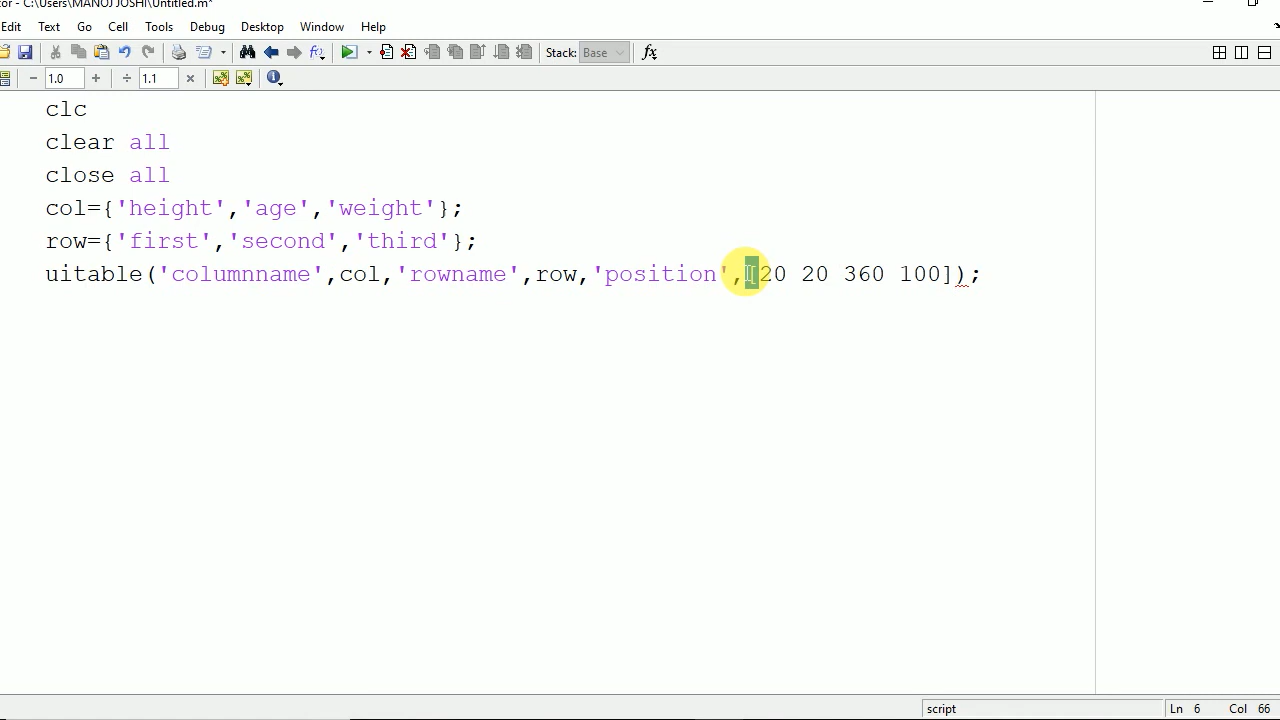 or - C:\Users\MANOJ JOSHI\Untitled.m*
Edit Text Go Cell Tools Debug Desktop Window Help
Stack: Base fx
− 1.0 + ÷ 1.1 ×
clc
clear all
close all
col={'height','age','weight'};
row={'first','second','third'};
uitable('columnname',col,'rowname',row,'position',[20 20 360 100]);
script Ln 6 Col 66